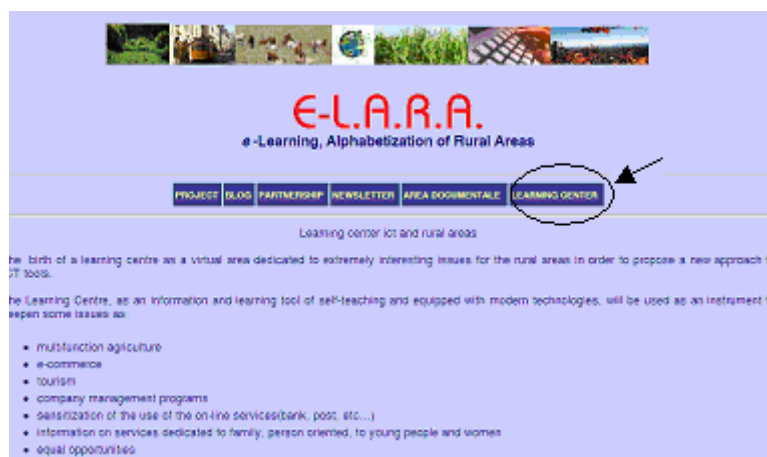 E-L.A.R.A.
e-Learning, Alphabetization of Rural Areas
PROJECT BLOG PARTNERSHIP NEWSLETTER AREA DOCUMENTALE LEARNING CENTER
Learning center ict and rural areas
he birth of a learning centre as a virtual area dedicated to extremely interesting issues for the rural areas in order to propose a new approach
CT tools.
he Learning Centre, as an information and learning tool of self-teaching and equipped with modern technologies, will be used as an instrument
eepen some issues as:
• multifunction agriculture
• e-commerce
• tourism
• company management programs
• sensitization of the use of the on-line services(bank, post, etc...)
• information on services dedicated to family, person oriented, to young people and women
• equal opportunities